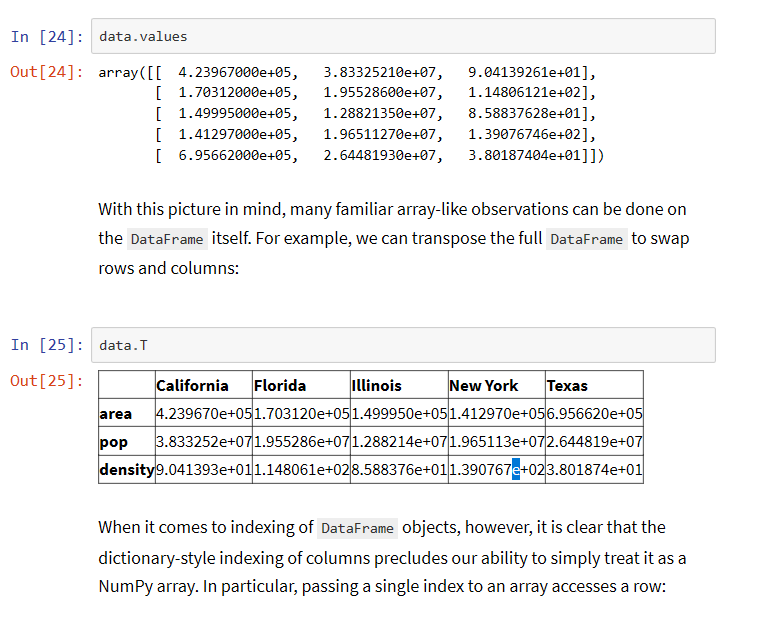 In [24]: data.values
Out[24]: array([[ 4.23967000e+05, 3.83325210e+07, 9.04139261e+01],
[ 1.70312000e+05, 1.95528600e+07, 1.14806121e+02],
[ 1.49995000e+05, 1.28821350e+07, 8.58837628e+01],
[ 1.41297000e+05, 1.96511270e+07, 1.39076746e+02],
[ 6.95662000e+05, 2.64481930e+07, 3.80187404e+01]])
With this picture in mind, many familiar array-like observations can be done on
the DataFrame itself. For example, we can transpose the full DataFrame to swap
rows and columns:
In [25]: data.T
Out[25]:
California Florida Illinois New York Texas
area 4.239670e+05 1.703120e+05 1.499950e+05 1.412970e+05 6.956620e+05
pop 3.833252e+07 1.955286e+07 1.288214e+07 1.965113e+07 2.644819e+07
density 9.041393e+01 1.148061e+02 8.588376e+01 1.390767e+02 3.801874e+01
When it comes to indexing of DataFrame objects, however, it is clear that the
dictionary-style indexing of columns precludes our ability to simply treat it as a
NumPy array. In particular, passing a single index to an array accesses a row: